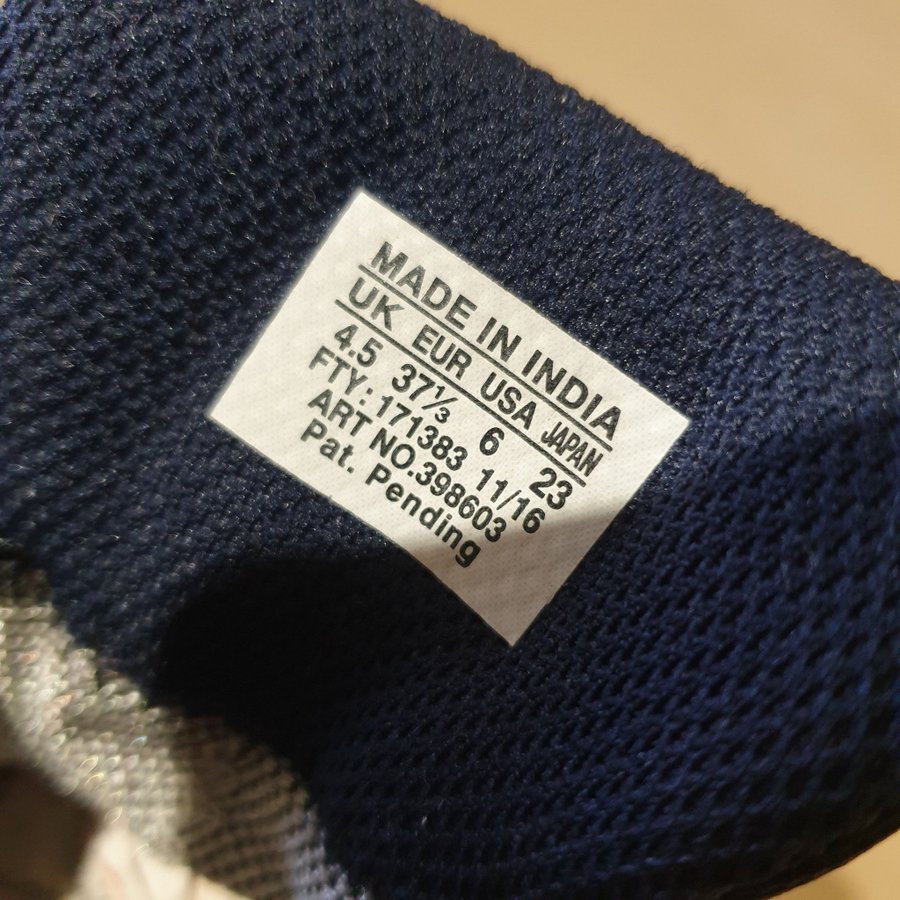 MADE IN INDIA
UK EUR USA JAPAN
4.5 37⅓ 6 23
FTY: 171383 11/16
ART NO.398603
Pat. Pending